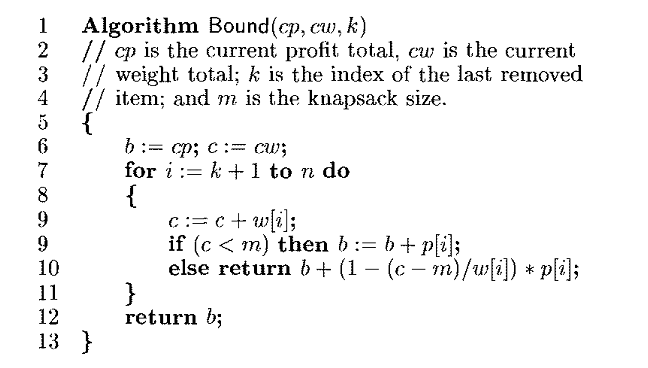 1 Algorithm Bound(cp, cw, k)
2 // cp is the current profit total, cw is the current
3 // weight total; k is the index of the last removed
4 // item; and m is the knapsack size.
5 {
6 b := cp; c := cw;
7 for i := k + 1 to n do
8 {
9 c := c + w[i];
9 if (c < m) then b := b + p[i];
10 else return b + (1 − (c − m)/w[i]) * p[i];
11 }
12 return b;
13 }